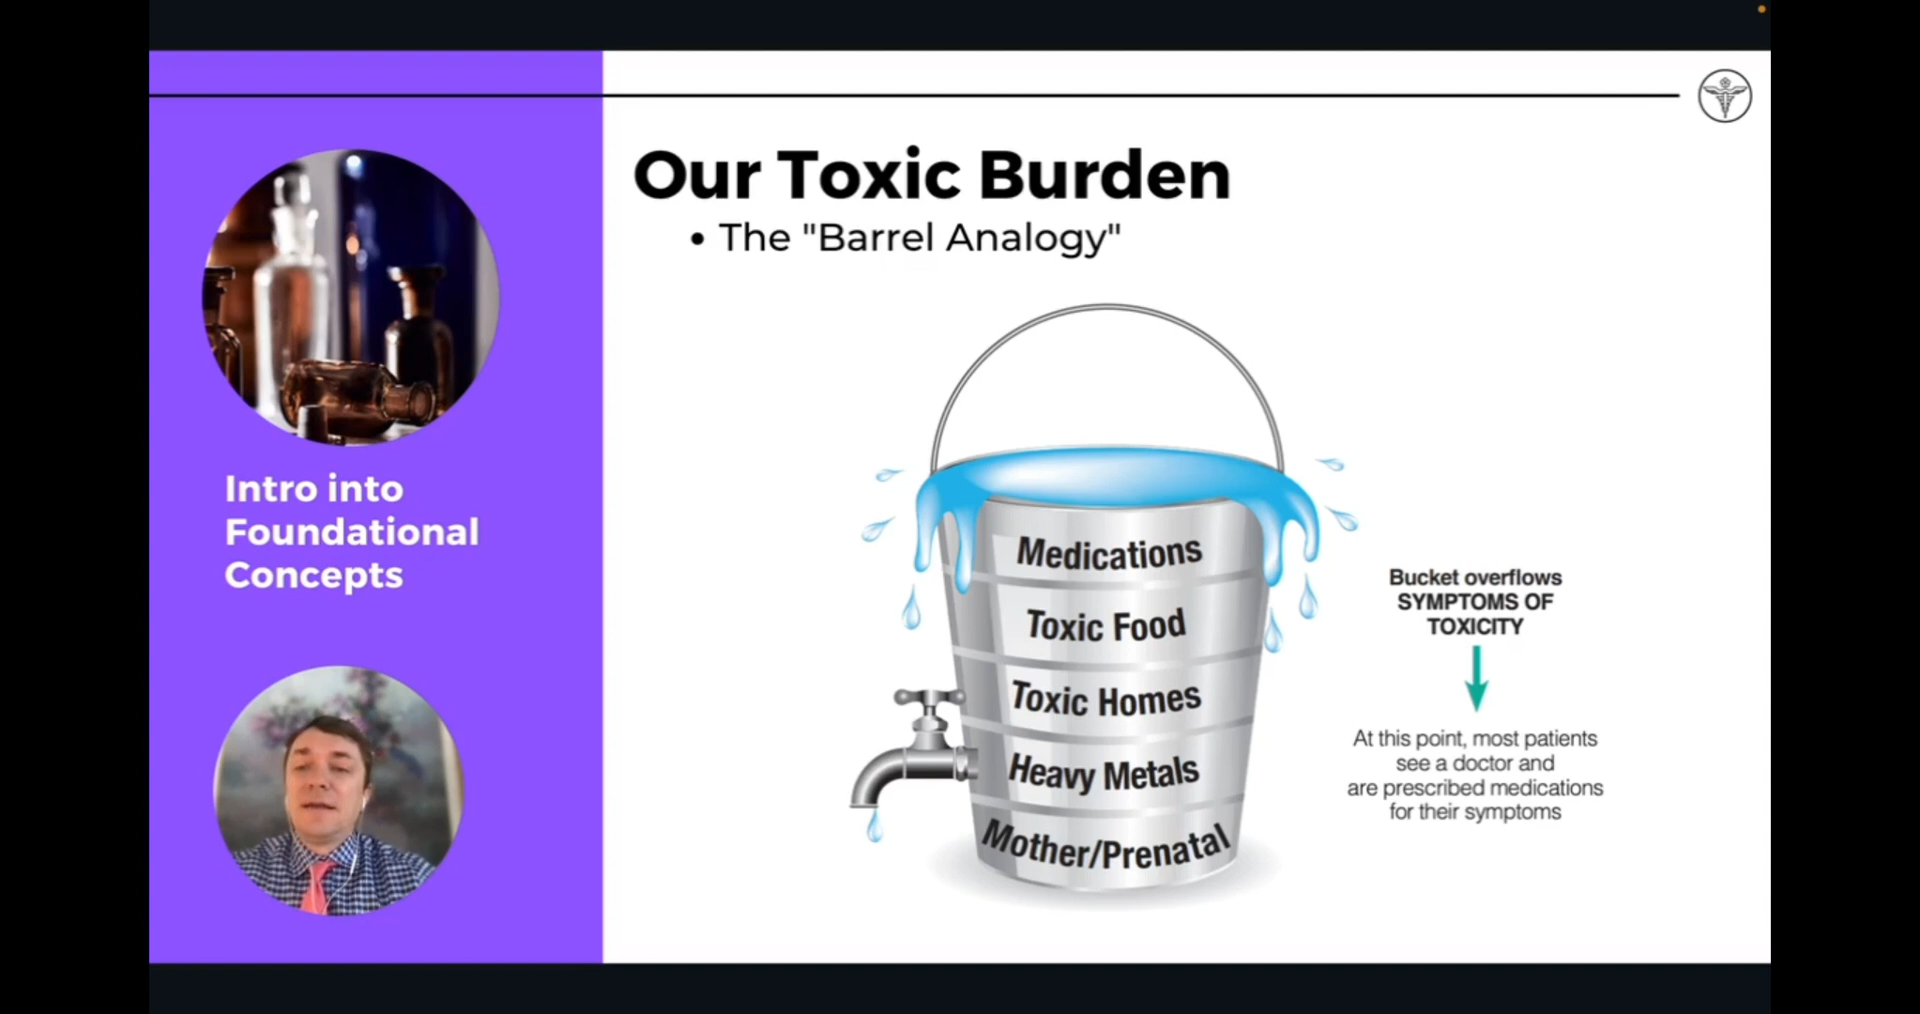 Our Toxic Burden
• The "Barrel Analogy"
Intro into
Foundational
Concepts
Medications
Toxic Food
Toxic Homes
Heavy Metals
Mother/Prenatal
Bucket overflows
SYMPTOMS OF
TOXICITY
At this point, most patients
see a doctor and
are prescribed medications
for their symptoms